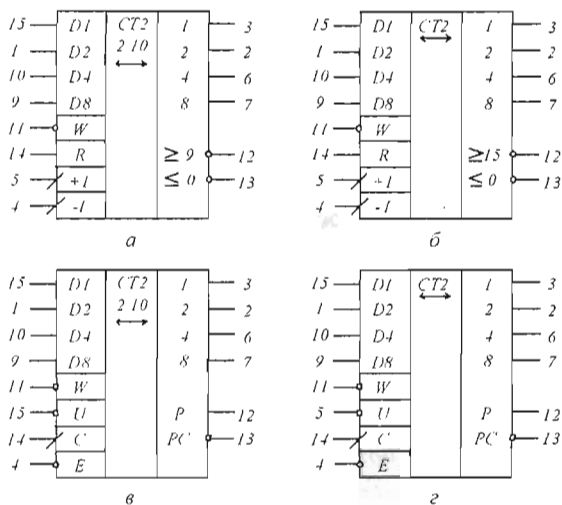 15 D1 CT2 1 3
1 D2 2 10 2 2
10 D4 4 6
9 D8 8 7
11 W
14 R ≥ 9 12
5 +1 ≤ 0 13
4 -1
а
15 D1 CT2 1 3
1 D2 2 2
10 D4 4 6
9 D8 8 7
11 W
14 R ≥15 12
5 +1 ≤ 0 13
4 -1
б
15 D1 CT2 1 3
1 D2 2 10 2 2
10 D4 4 6
9 D8 8 7
11 W
15 U P 12
14 C PC 13
4 E
в
15 D1 CT2 1 3
1 D2 2 2
10 D4 4 6
9 D8 8 7
11 W
5 U P 12
14 C PC 13
4 E
г